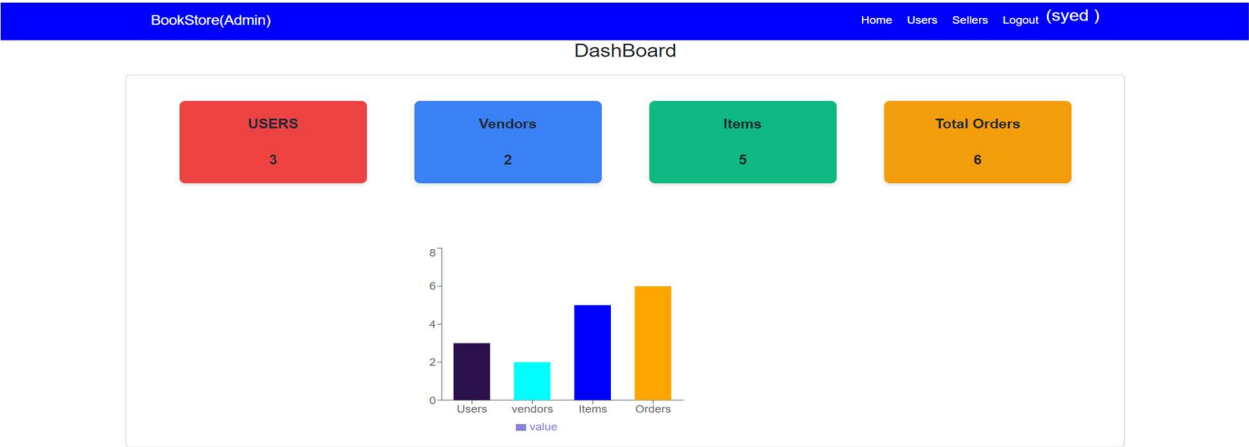 BookStore(Admin)
Home Users Sellers Logout (syed )
DashBoard
USERS
3
Vendors
2
Items
5
Total Orders
6
8
6
4
2
0
Users vendors Items Orders
value